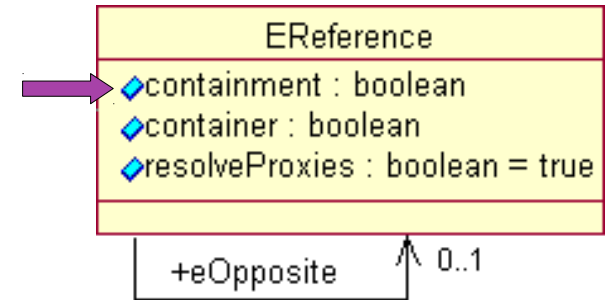 EReference
containment : boolean
container : boolean
resolveProxies : boolean = true
+eOpposite
0..1